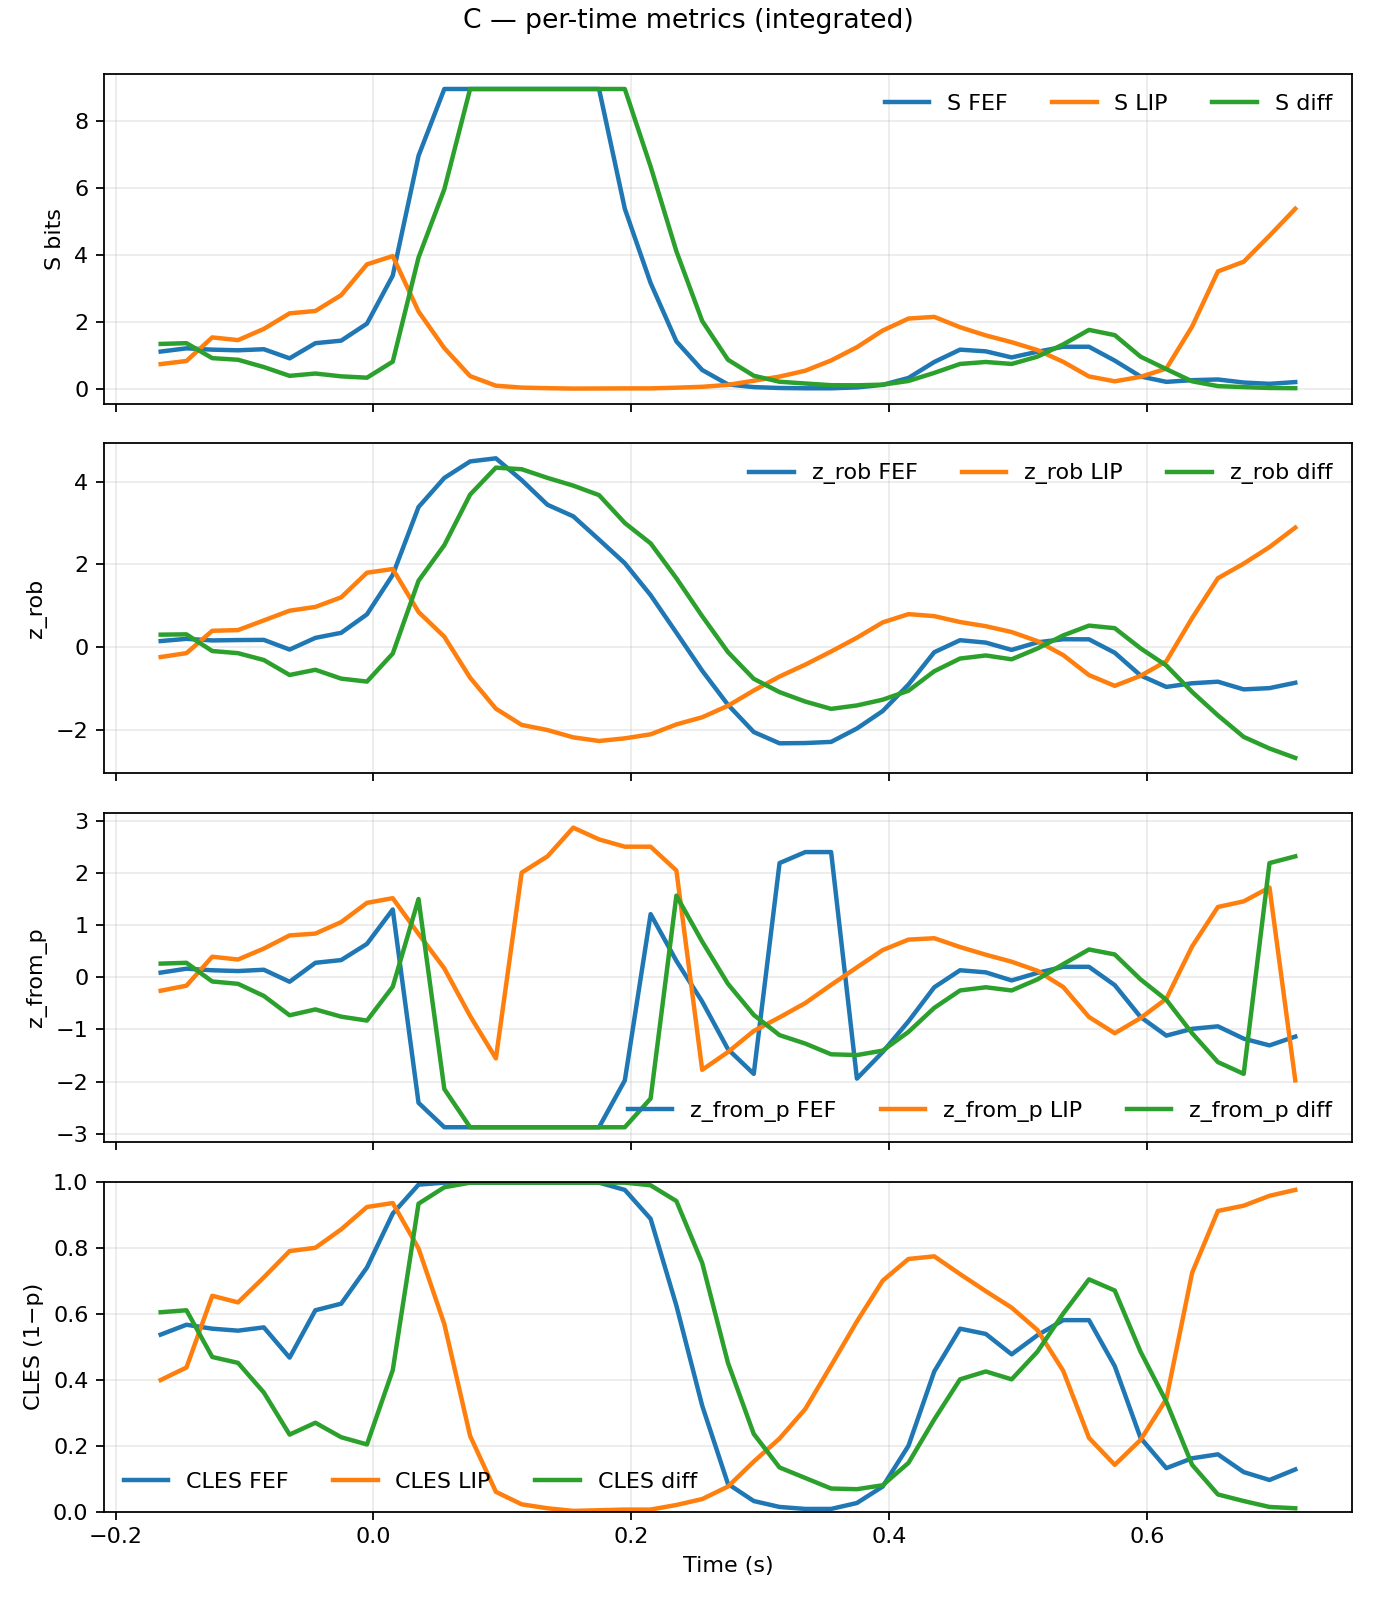 C — per-time metrics (integrated)
S FEF S LIP S diff
8
6
4
2
0
S bits
z_rob FEF z_rob LIP z_rob diff
4
2
0
−2
z_rob
3
2
1
0
−1
−2
−3
z_from_p
z_from_p FEF z_from_p LIP z_from_p diff
1.0
0.8
0.6
0.4
0.2
0.0
CLES (1−p)
CLES FEF CLES LIP CLES diff
−0.2 0.0 0.2 0.4 0.6
Time (s)